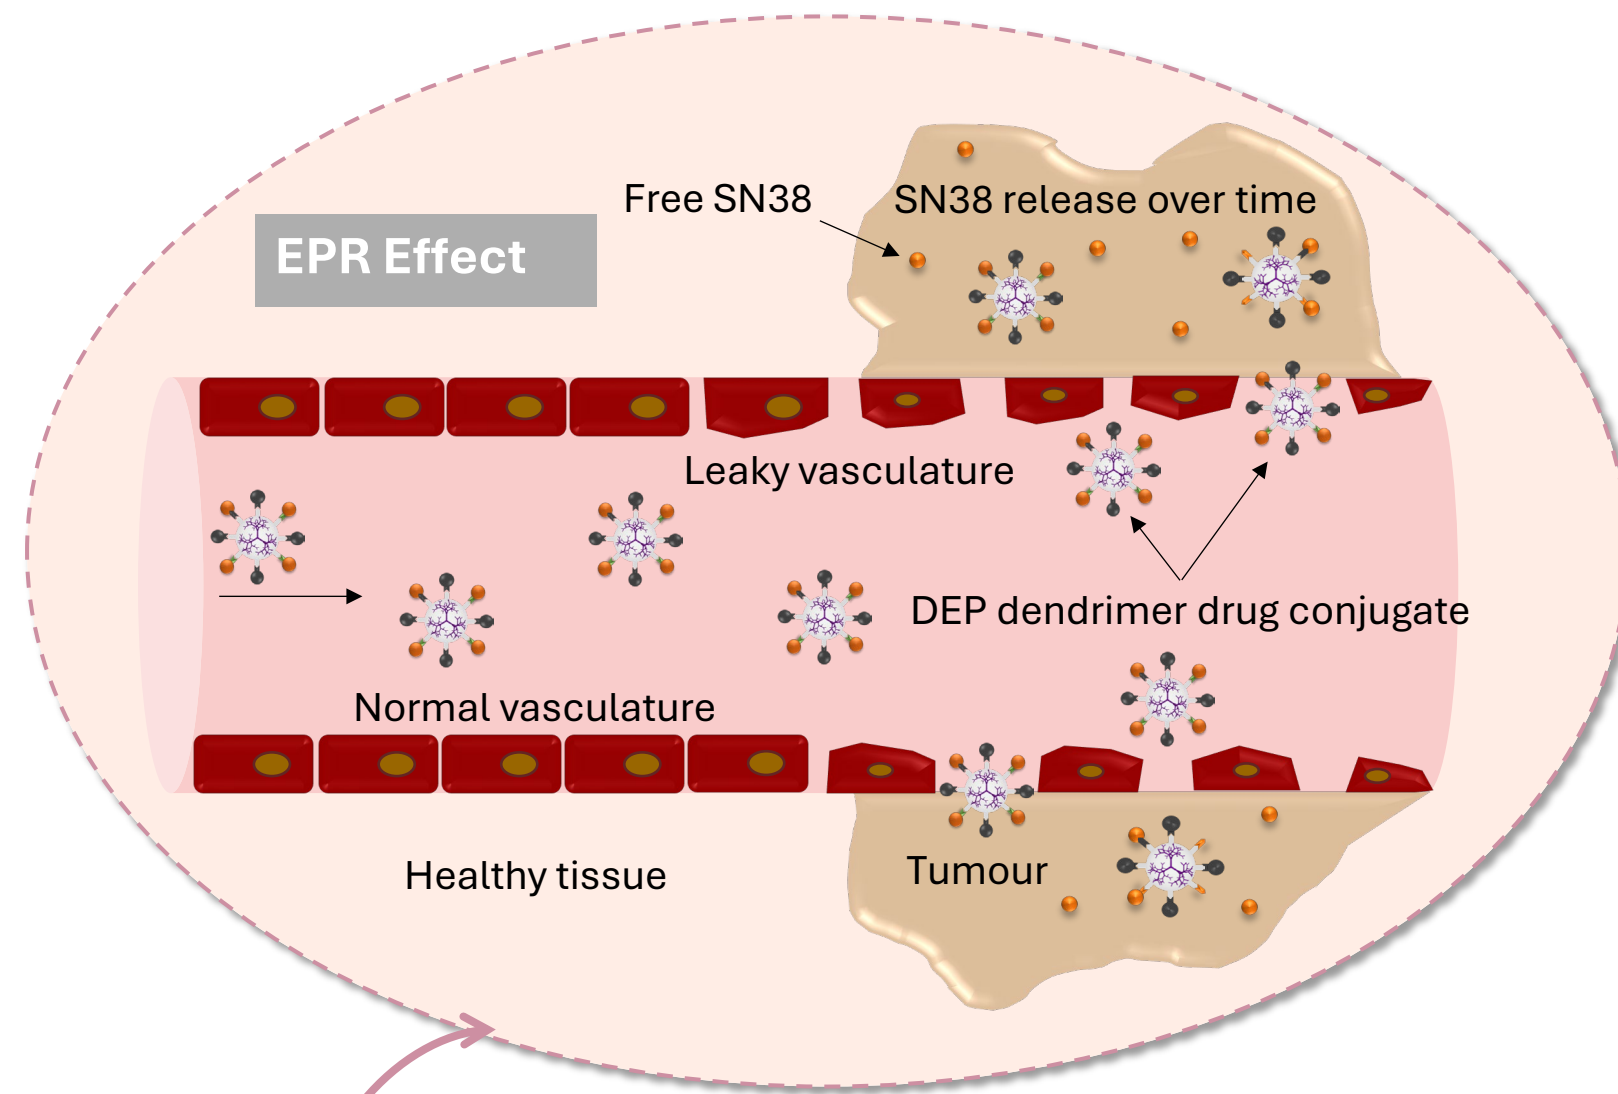 Free SN38
SN38 release over time
EPR Effect
Leaky vasculature
DEP dendrimer drug conjugate
Normal vasculature
Healthy tissue
Tumour